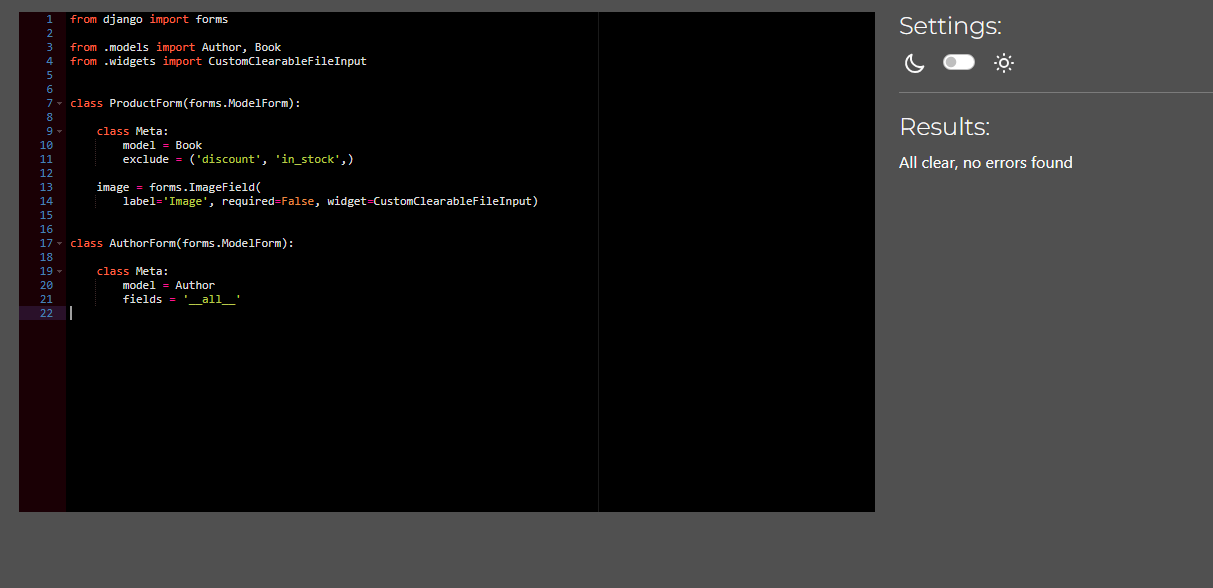 1 from django import forms
2
3 from .models import Author, Book
4 from .widgets import CustomClearableFileInput
5
6
7 class ProductForm(forms.ModelForm):
8
9     class Meta:
10         model = Book
11         exclude = ('discount', 'in_stock',)
12
13     image = forms.ImageField(
14         label='Image', required=False, widget=CustomClearableFileInput)
15
16
17 class AuthorForm(forms.ModelForm):
18
19     class Meta:
20         model = Author
21         fields = '__all__'
22
Settings:
Results:
All clear, no errors found